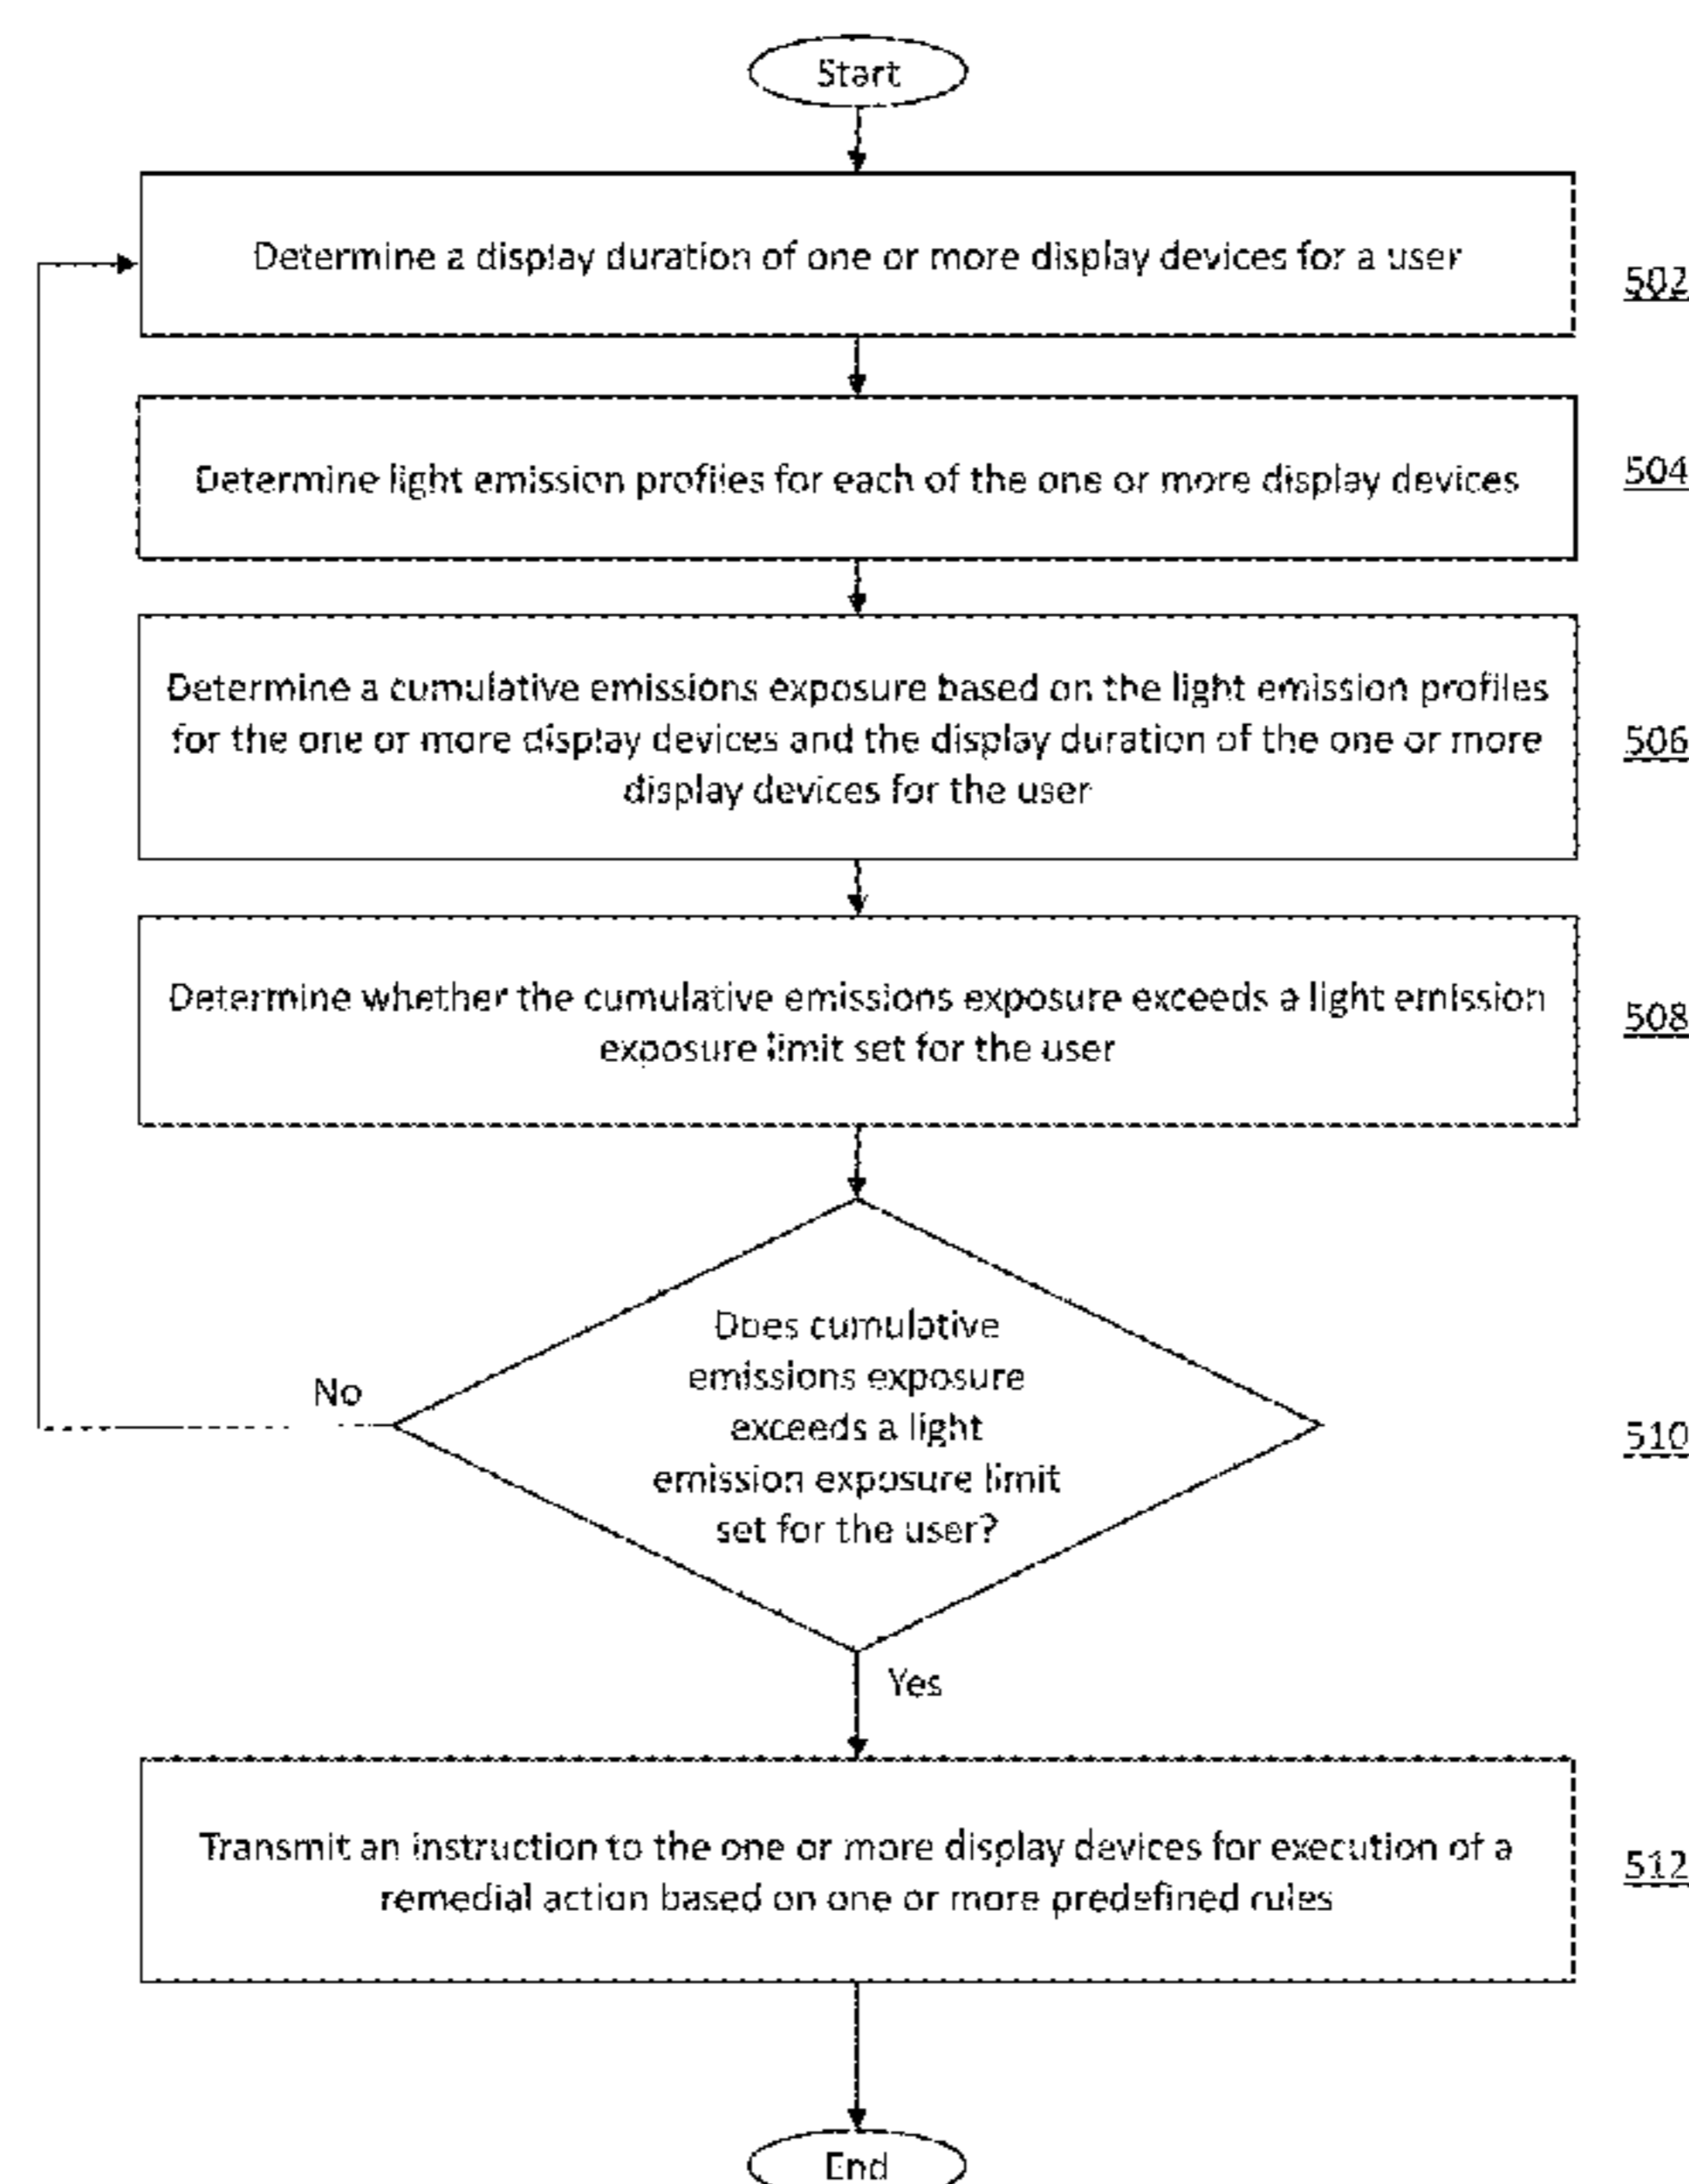 Start
Determine a display duration of one or more display devices for a user
502
Determine light emission profiles for each of the one or more display devices
504
Determine a cumulative emissions exposure based on the light emission profiles
for the one or more display devices and the display duration of the one or more
display devices for the user
506
Determine whether the cumulative emissions exposure exceeds a light emission
exposure limit set for the user
508
Does cumulative
emissions exposure
exceeds a light
emission exposure limit
set for the user?
510
No
Yes
Transmit an instruction to the one or more display devices for execution of a
remedial action based on one or more predefined rules
512
End